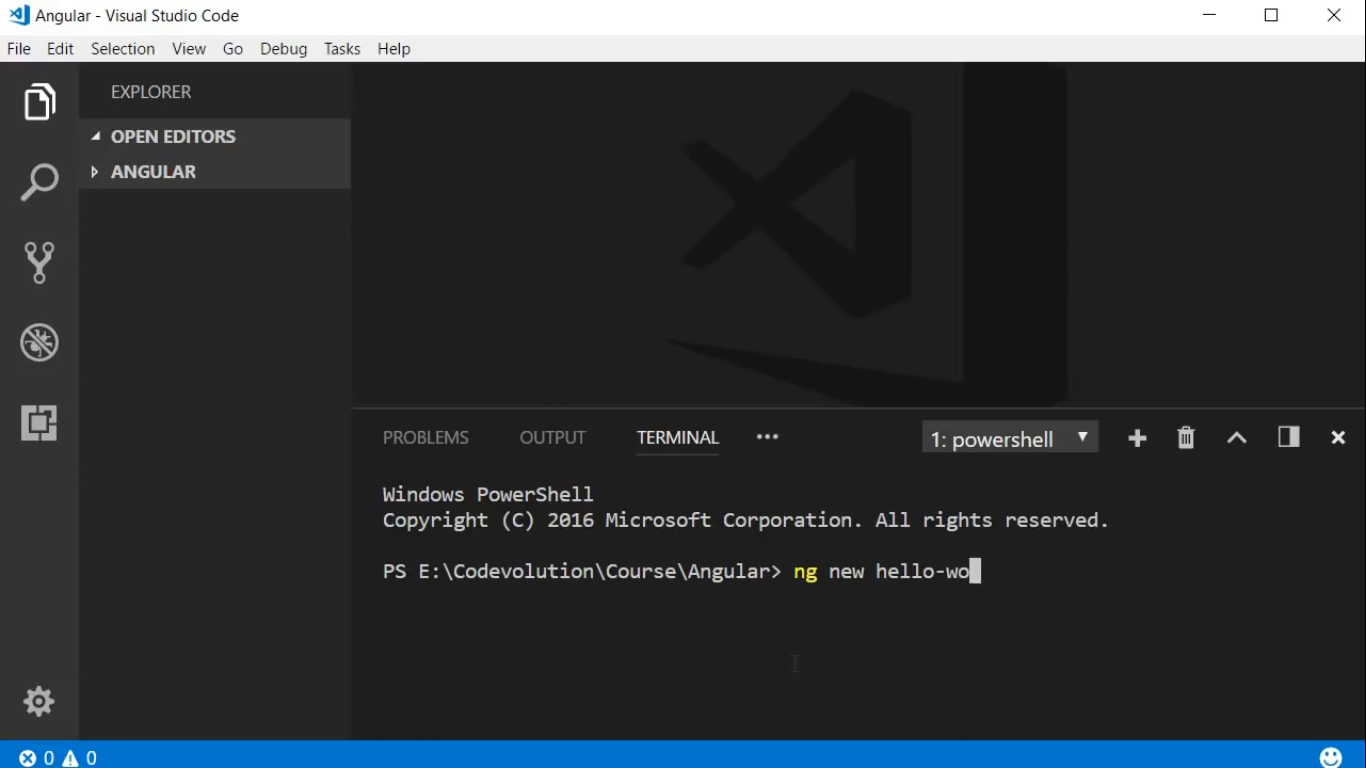 Angular - Visual Studio Code
File Edit Selection View Go Debug Tasks Help
EXPLORER
OPEN EDITORS
ANGULAR
PROBLEMS OUTPUT TERMINAL ••• 1: powershell
Windows PowerShell
Copyright (C) 2016 Microsoft Corporation. All rights reserved.
PS E:\Codevolution\Course\Angular> ng new hello-wo
0 0